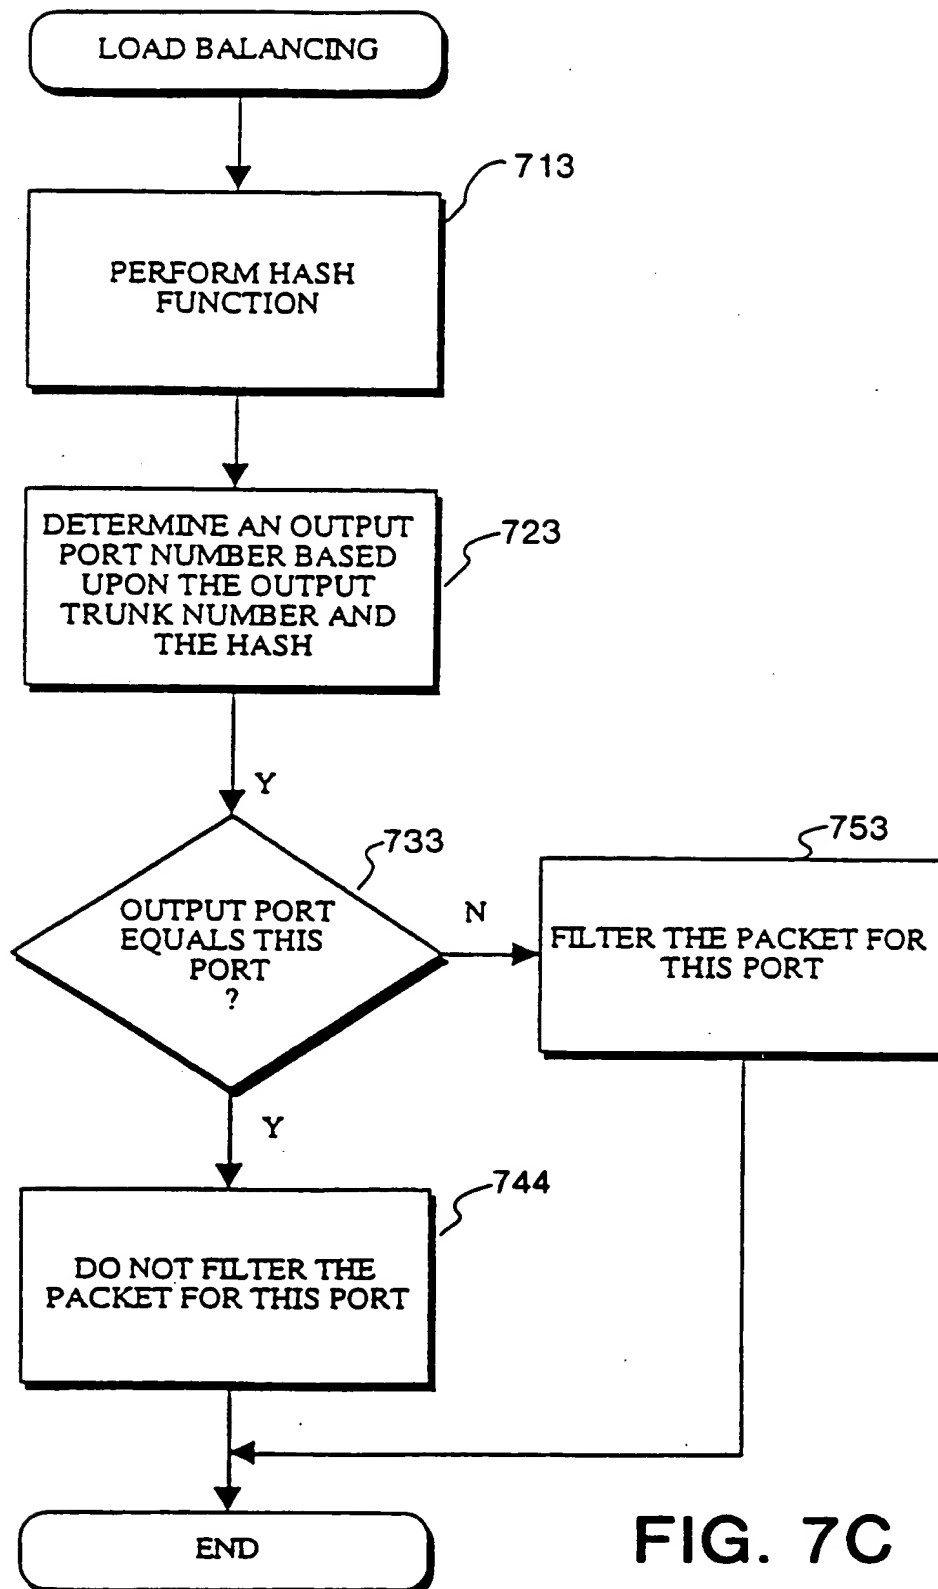 LOAD BALANCING
713
PERFORM HASH
FUNCTION
723
DETERMINE AN OUTPUT
PORT NUMBER BASED
UPON THE OUTPUT
TRUNK NUMBER AND
THE HASH
Y
733
753
OUTPUT PORT
EQUALS THIS
PORT
?
N
FILTER THE PACKET FOR
THIS PORT
Y
744
DO NOT FILTER THE
PACKET FOR THIS PORT
END
FIG. 7C